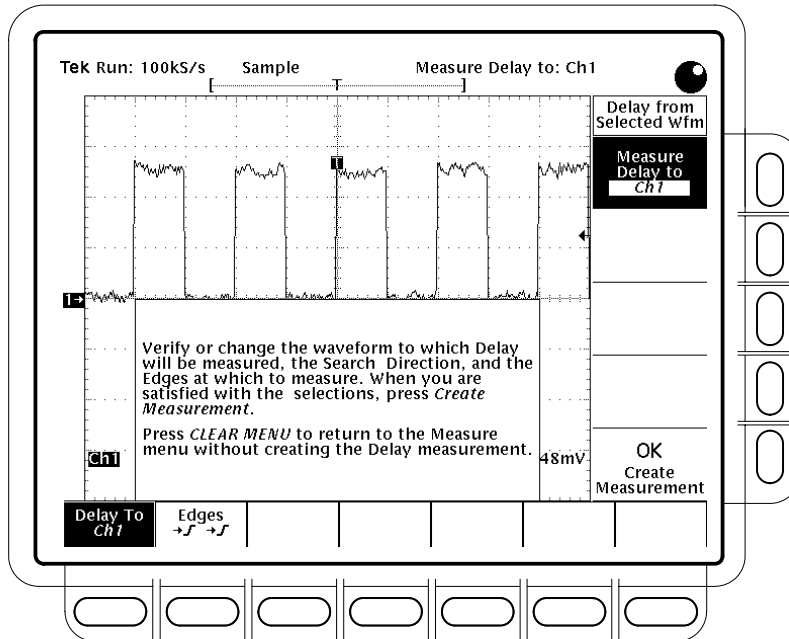 Tek Run: 100kS/s Sample Measure Delay to: Ch1
[ T ]
Delay from
Selected Wfm
Measure
Delay to
Ch1
T
1→
Verify or change the waveform to which Delay
will be measured, the Search Direction, and the
Edges at which to measure. When you are
satisfied with the selections, press Create
Measurement.
Press CLEAR MENU to return to the Measure
menu without creating the Delay measurement.
Ch1
48mV
OK
Create
Measurement
Delay To
Ch1
Edges